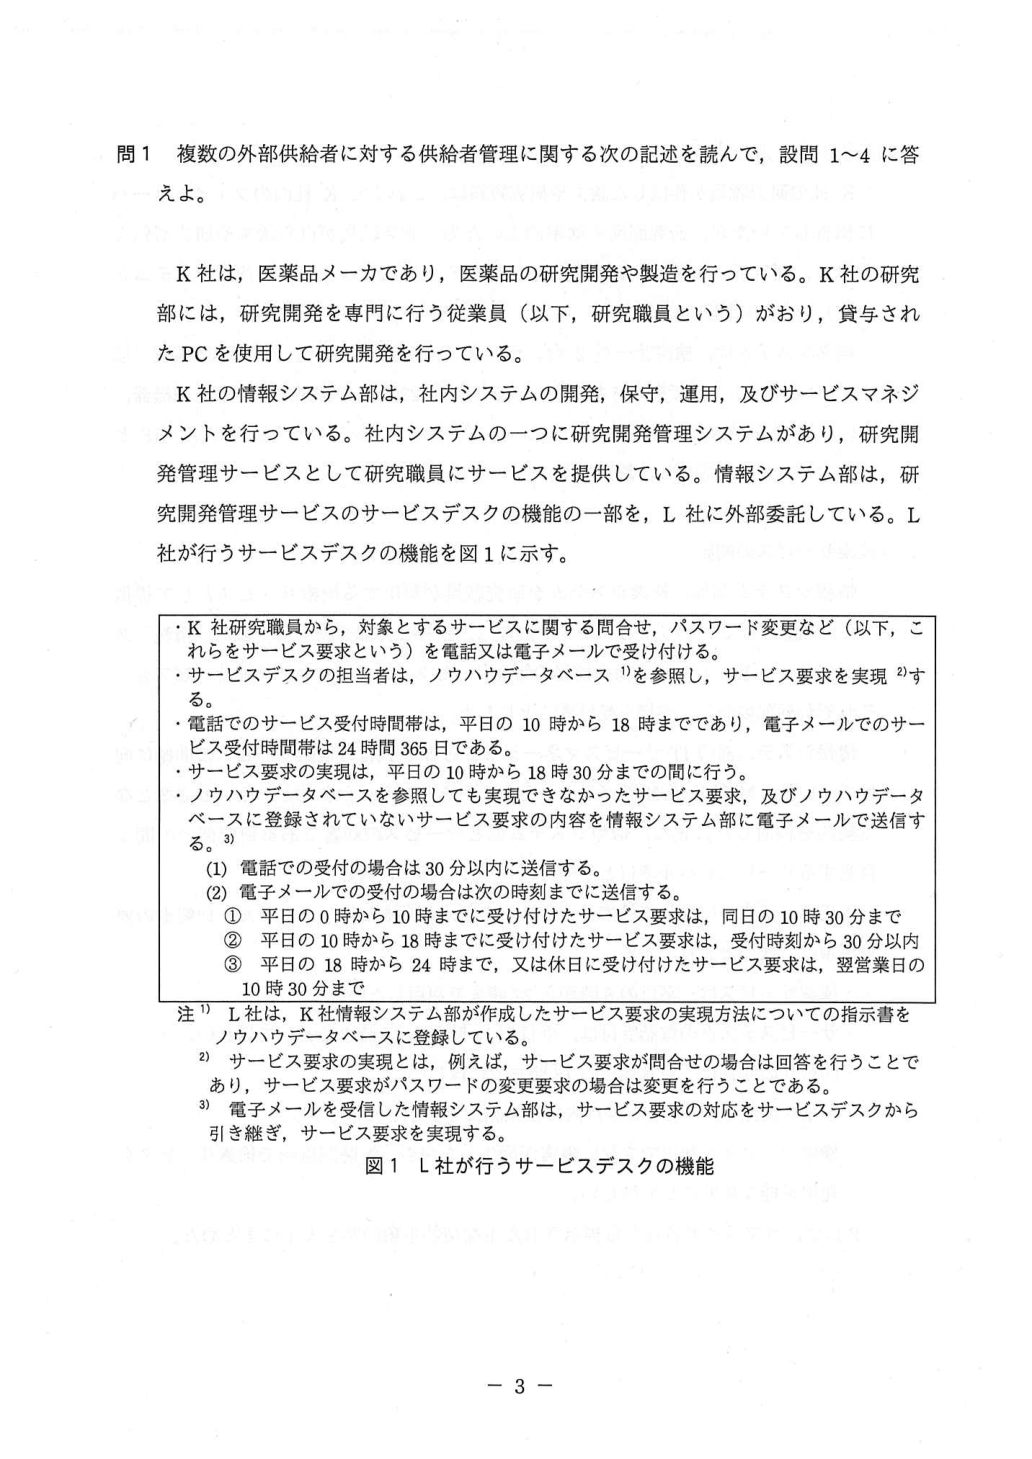 問1　複数の外部供給者に対する供給者管理に関する次の記述を読んで，設問 1～4 に答
えよ。
K 社は，医薬品メーカであり，医薬品の研究開発や製造を行っている。K 社の研究
部には，研究開発を専門に行う従業員（以下，研究職員という）がおり，貸与され
た PC を使用して研究開発を行っている。
K 社の情報システム部は，社内システムの開発，保守，運用，及びサービスマネジ
メントを行っている。社内システムの一つに研究開発管理システムがあり，研究開
発管理サービスとして研究職員にサービスを提供している。情報システム部は，研
究開発管理サービスのサービスデスクの機能の一部を，L 社に外部委託している。L
社が行うサービスデスクの機能を図 1 に示す。
・K 社研究職員から，対象とするサービスに関する問合せ，パスワード変更など（以下，こ
れらをサービス要求という）を電話又は電子メールで受け付ける。
・サービスデスクの担当者は，ノウハウデータベース 1)を参照し，サービス要求を実現 2)す
る。
・電話でのサービス受付時間帯は，平日の 10 時から 18 時までであり，電子メールでのサー
ビス受付時間帯は 24 時間 365 日である。
・サービス要求の実現は，平日の 10 時から 18 時 30 分までの間に行う。
・ノウハウデータベースを参照しても実現できなかったサービス要求，及びノウハウデータ
ベースに登録されていないサービス要求の内容を情報システム部に電子メールで送信す
る。3)
(1) 電話での受付の場合は 30 分以内に送信する。
(2) 電子メールでの受付の場合は次の時刻までに送信する。
① 平日の 0 時から 10 時までに受け付けたサービス要求は，同日の 10 時 30 分まで
② 平日の 10 時から 18 時までに受け付けたサービス要求は，受付時刻から 30 分以内
③ 平日の 18 時から 24 時まで，又は休日に受け付けたサービス要求は，翌営業日の
10 時 30 分まで
注 1) L 社は，K 社情報システム部が作成したサービス要求の実現方法についての指示書を
ノウハウデータベースに登録している。
2) サービス要求の実現とは，例えば，サービス要求が問合せの場合は回答を行うことで
あり，サービス要求がパスワードの変更要求の場合は変更を行うことである。
3) 電子メールを受信した情報システム部は，サービス要求の対応をサービスデスクから
引き継ぎ，サービス要求を実現する。
図 1　L 社が行うサービスデスクの機能
－ 3 －